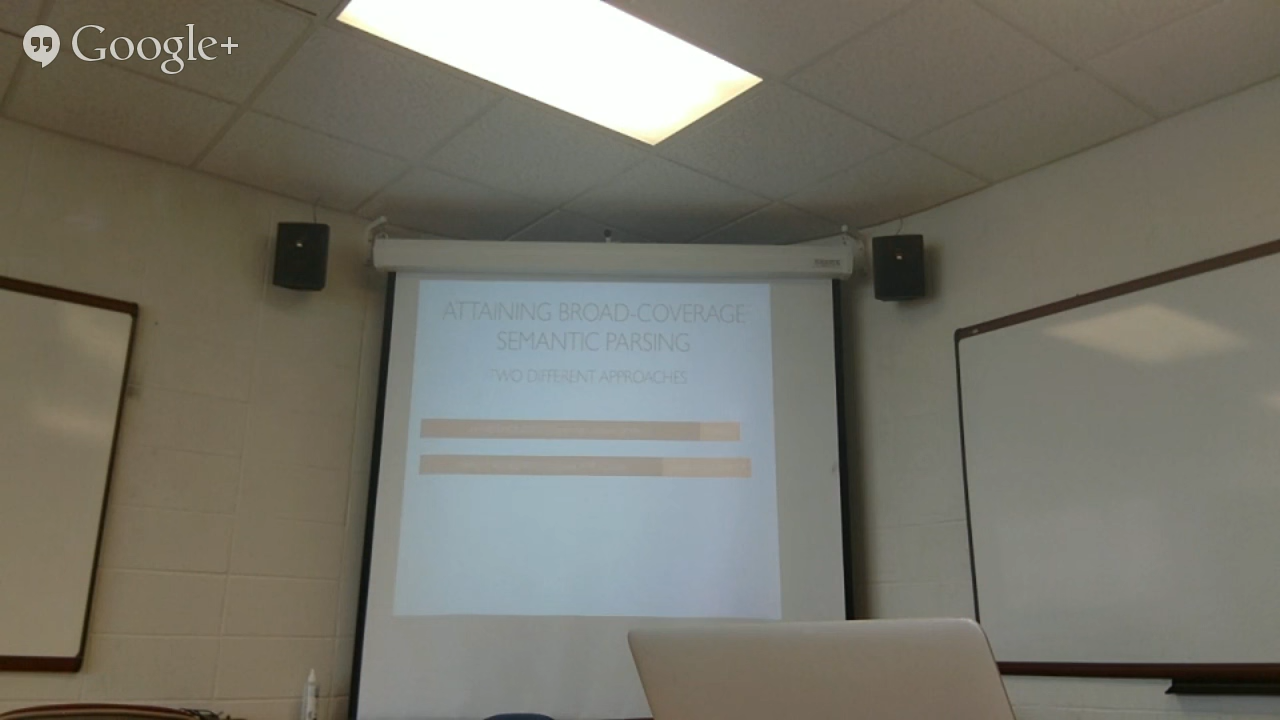 Google+
ATTAINING BROAD-COVERAGE
SEMANTIC PARSING
TWO DIFFERENT APPROACHES